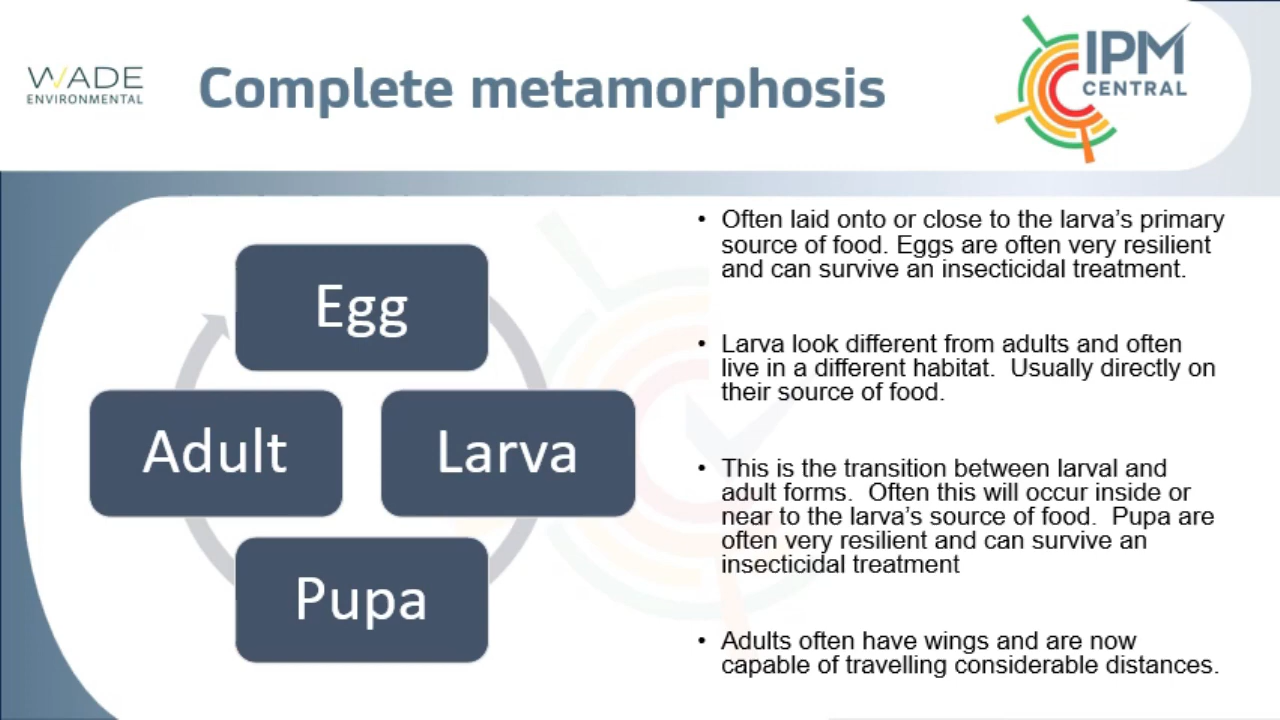 WADE
ENVIRONMENTAL
Complete metamorphosis
IPM
CENTRAL
Egg
Adult
Larva
Pupa
• Often laid onto or close to the larva’s primary
source of food. Eggs are often very resilient
and can survive an insecticidal treatment.
• Larva look different from adults and often
live in a different habitat.  Usually directly on
their source of food.
• This is the transition between larval and
adult forms.  Often this will occur inside or
near to the larva’s source of food.  Pupa are
often very resilient and can survive an
insecticidal treatment
• Adults often have wings and are now
capable of travelling considerable distances.